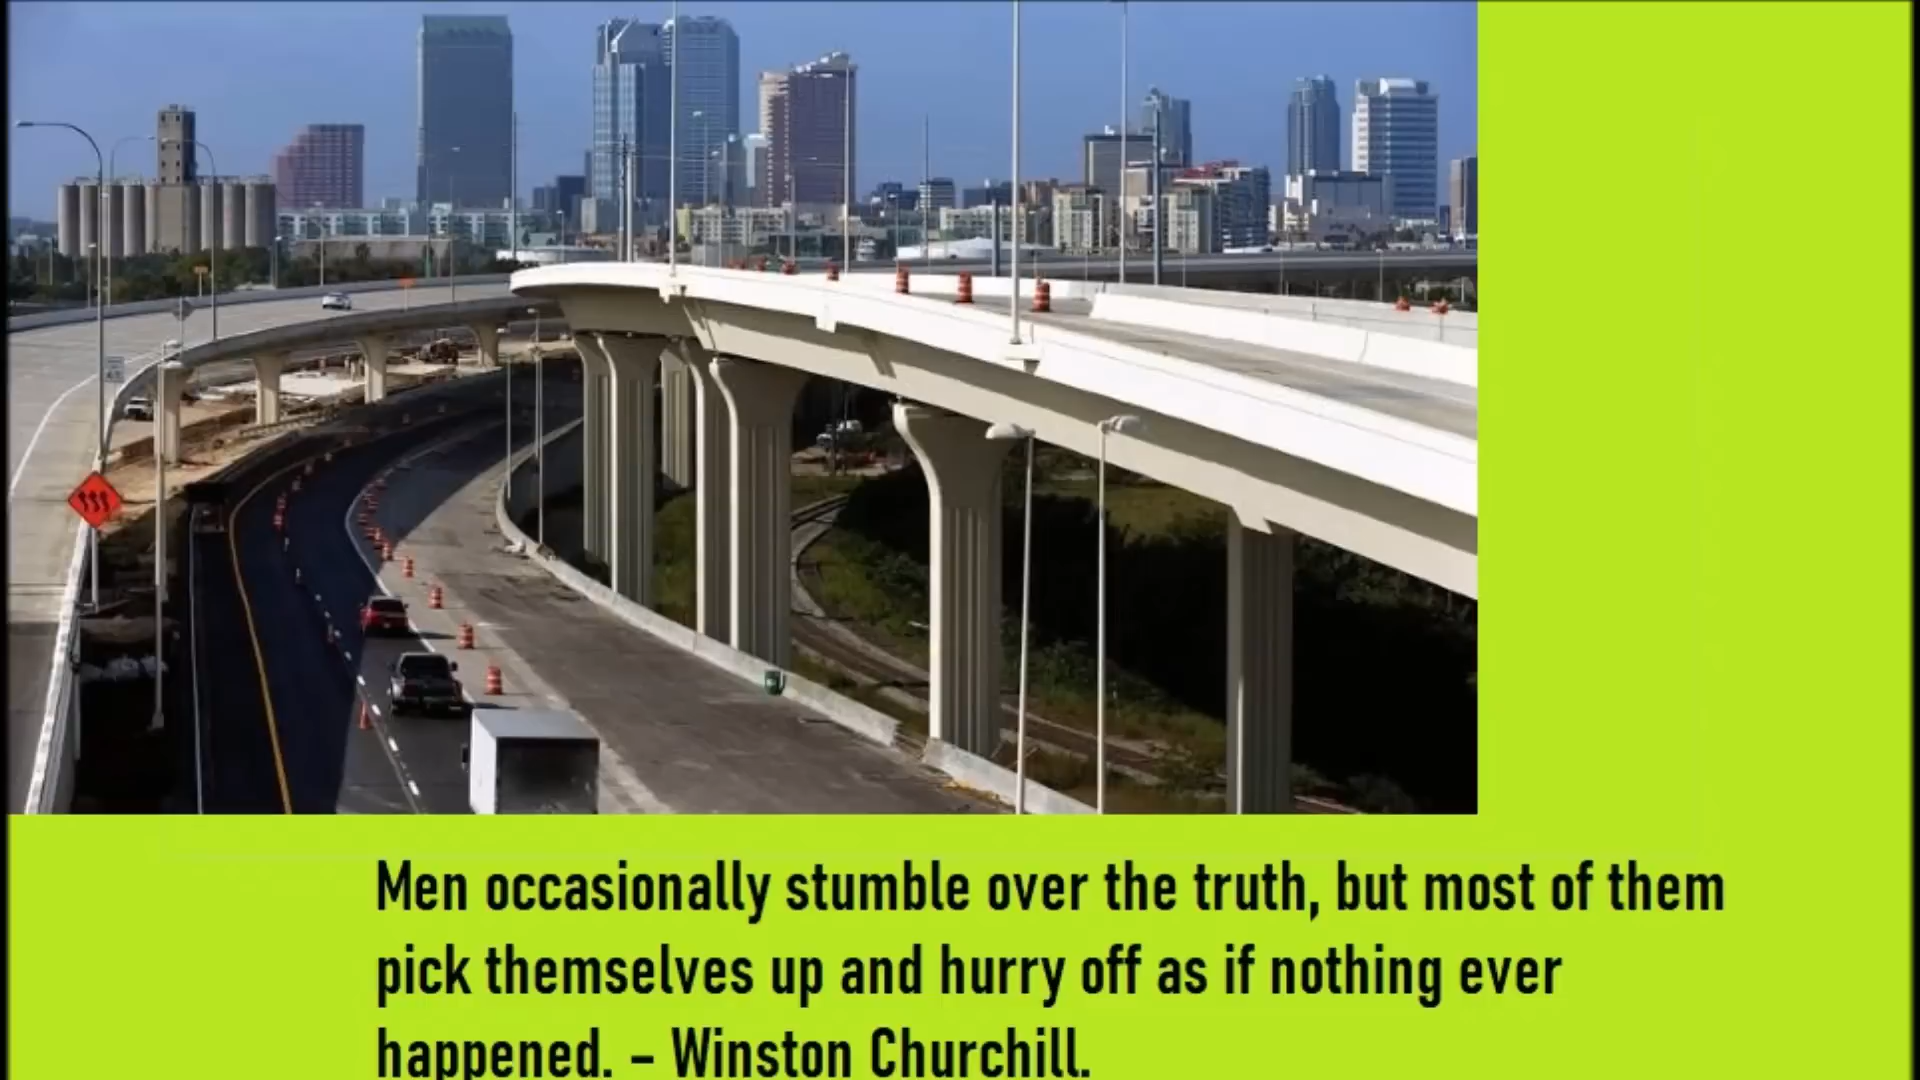 Men occasionally stumble over the truth, but most of them
pick themselves up and hurry off as if nothing ever
happened. – Winston Churchill.